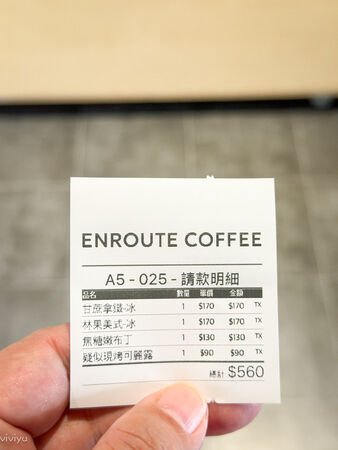 ENROUTE COFFEE
A5-025-請款明細
品名 數量 單價 金額
甘蔗拿鐵-冰 1 $170 $170 TX
林果美式-冰 1 $170 $170 TX
焦糖嫩布丁 1 $130 $130 TX
疑似現烤可麗露 1 $90 $90 TX
總計 $560
viviyu